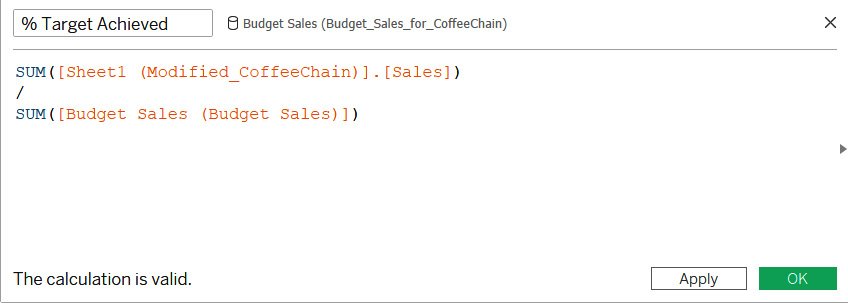 % Target Achieved
Budget Sales (Budget_Sales_for_CoffeeChain)
SUM([Sheet1 (Modified_CoffeeChain)].[Sales])
/
SUM([Budget Sales (Budget Sales)])
The calculation is valid.
Apply
OK